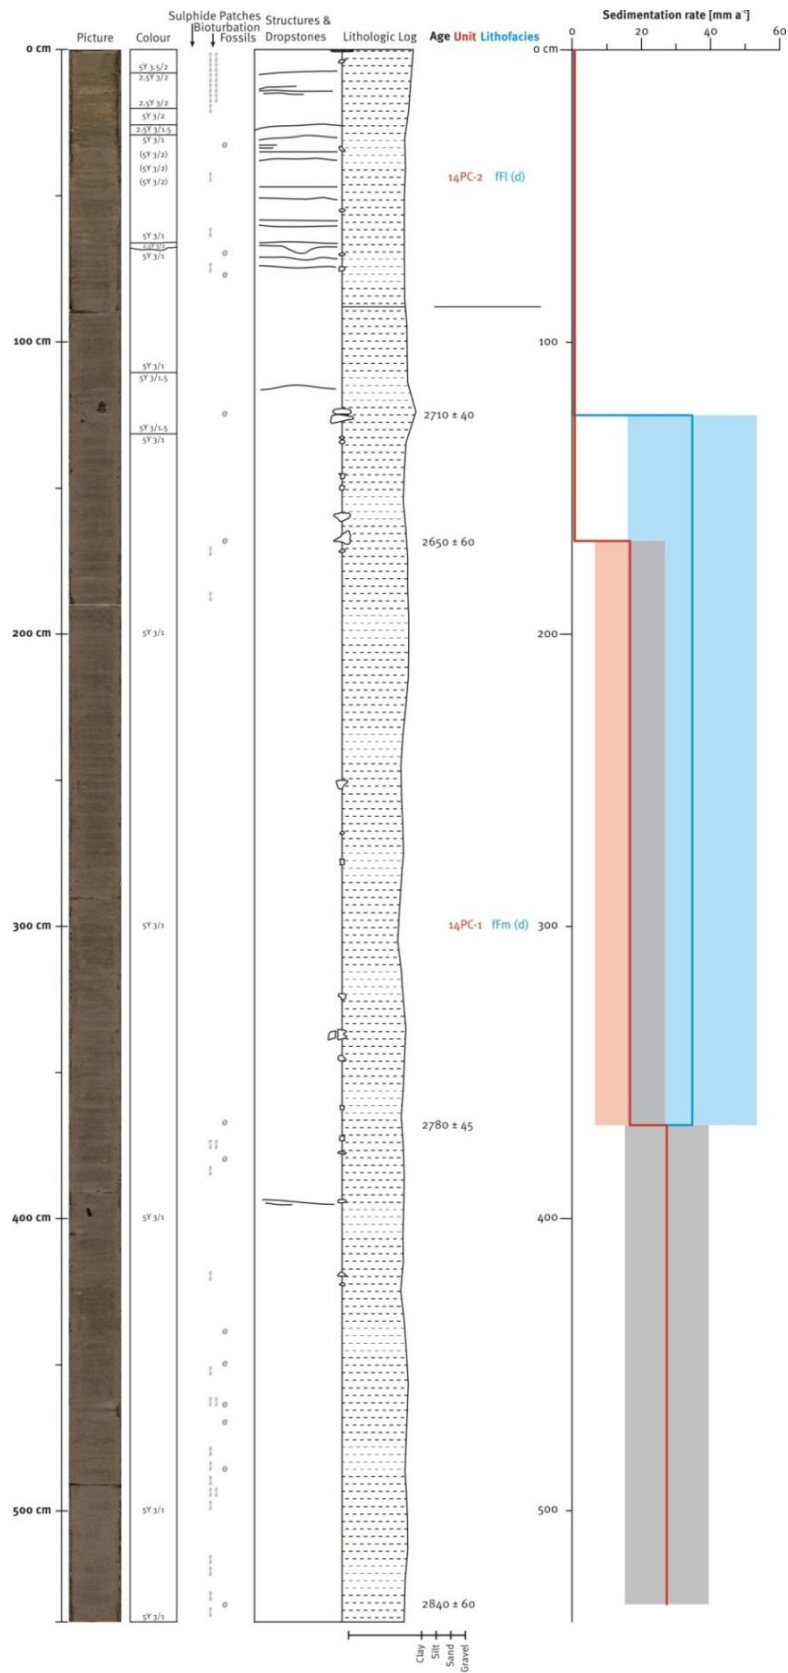 Sulphide Patches
Bioturbation
Picture Colour Fossils Structures & Dropstones Lithologic Log Age Unit Lithofacies
Sedimentation rate [mm a⁻¹]
0 20 40 60
0 cm 0 cm
5Y 3.5/2
2.5Y 3/2
2.5Y 3/2
5Y 3/2
2.5Y 3/1.5
5Y 3/1
(5Y 3/2)
(5Y 3/2)
(5Y 3/2)
14PC-2 fFl (d)
5Y 3/1
5Y 3/1
100 cm 100
5Y 3/1
5Y 3/1.5
2710 ± 40
5Y 3/1.5
5Y 3/1
2650 ± 60
200 cm 5Y 3/1 200
300 cm 5Y 3/1 14PC-1 fFm (d) 300
2780 ± 45
400 cm 5Y 3/1 400
500 cm 5Y 3/1 500
2840 ± 60
5Y 3/1
Clay Silt Sand Gravel